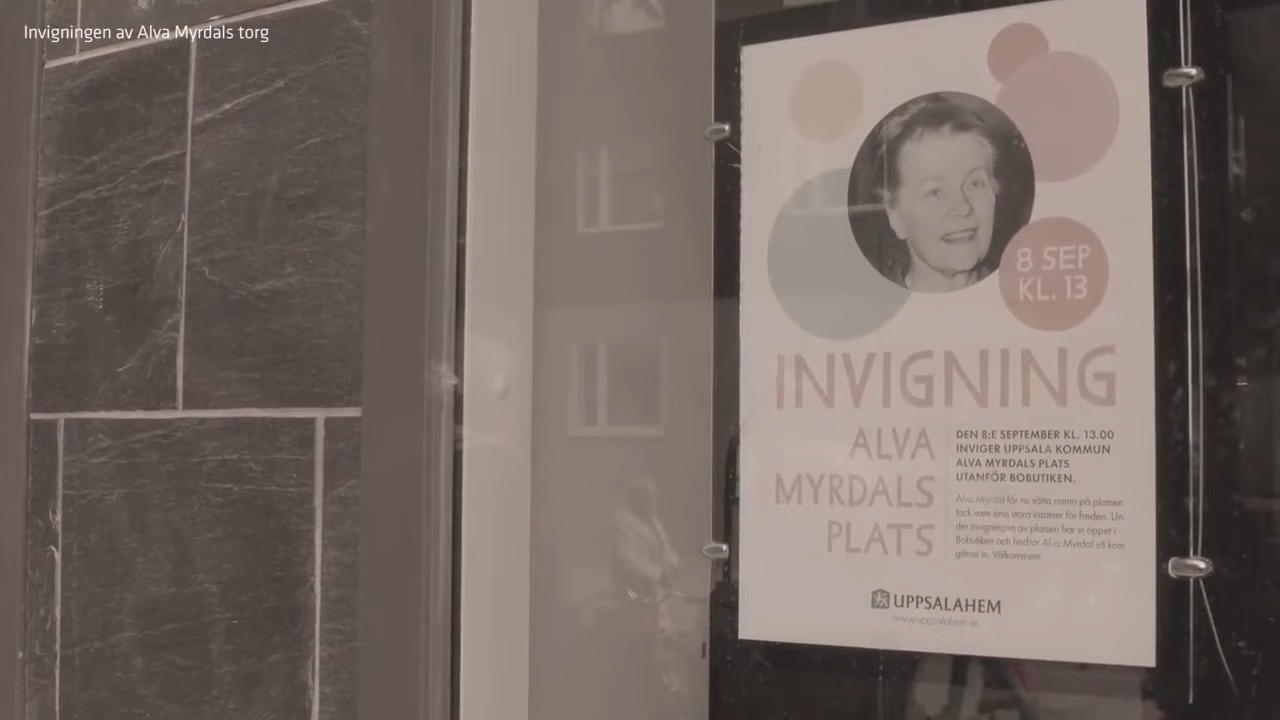 Invigningen av Alva Myrdals torg
8 SEP
KL. 13
INVIGNING
ALVA
MYRDALS
PLATS
DEN 8:E SEPTEMBER KL. 13.00
INVIGER UPPSALA KOMMUN
ALVA MYRDALS PLATS
UTANFÖR BOBUTIKEN.
Alva Myrdal får nu sätta namn på platsen
tack vare sina stora insatser för freden. Un-
der invigningen av platsen har vi öppet i
Bobutiken och hedrar Alva Myrdal så kom
gärna in. Välkommen!
UPPSALAHEM
www.uppsalahem.se